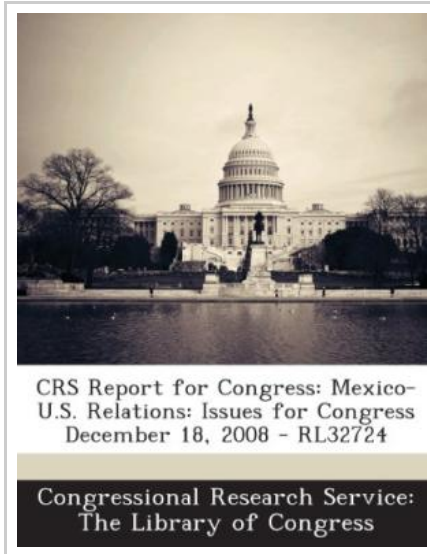 CRS Report for Congress: Mexico-
U.S. Relations: Issues for Congress
December 18, 2008 - RL32724
Congressional Research Service:
The Library of Congress